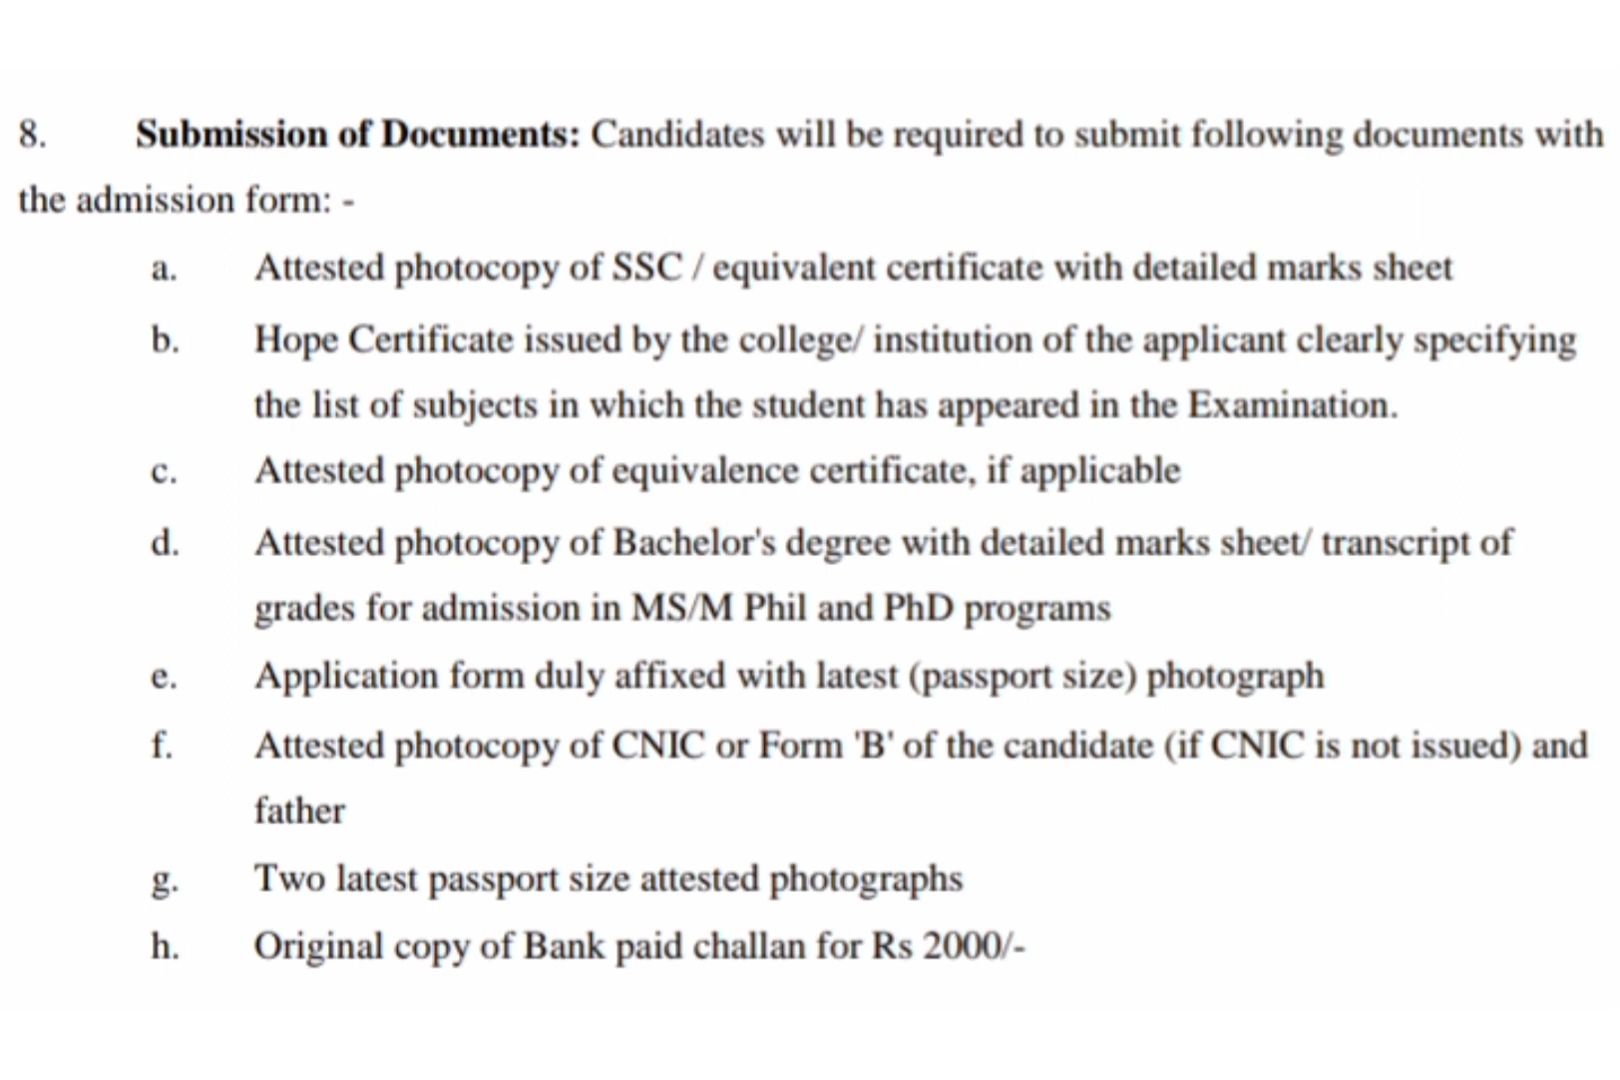 8. Submission of Documents: Candidates will be required to submit following documents with
the admission form: -
a. Attested photocopy of SSC / equivalent certificate with detailed marks sheet
b. Hope Certificate issued by the college/ institution of the applicant clearly specifying
the list of subjects in which the student has appeared in the Examination.
c. Attested photocopy of equivalence certificate, if applicable
d. Attested photocopy of Bachelor's degree with detailed marks sheet/ transcript of
grades for admission in MS/M Phil and PhD programs
e. Application form duly affixed with latest (passport size) photograph
f. Attested photocopy of CNIC or Form 'B' of the candidate (if CNIC is not issued) and
father
g. Two latest passport size attested photographs
h. Original copy of Bank paid challan for Rs 2000/-